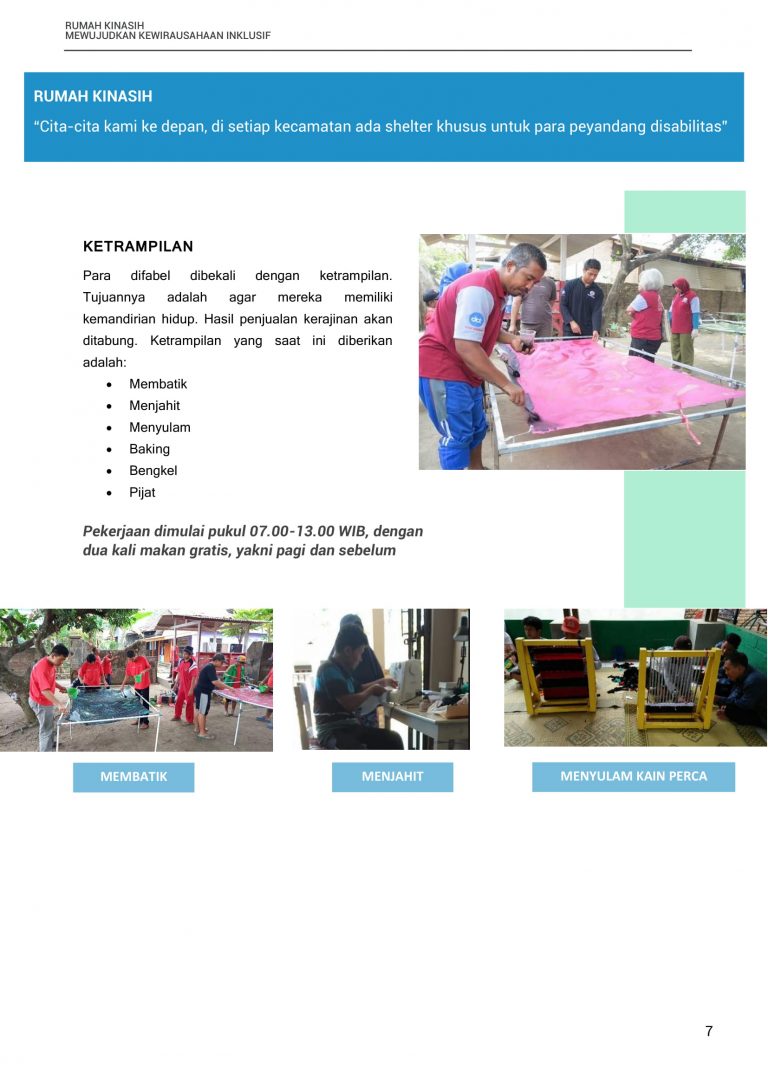 RUMAH KINASIH
MEWUJUDKAN KEWIRAUSAHAAN INKLUSIF
RUMAH KINASIH
“Cita-cita kami ke depan, di setiap kecamatan ada shelter khusus untuk para peyandang disabilitas”
KETRAMPILAN
Para difabel dibekali dengan ketrampilan.
Tujuannya adalah agar mereka memiliki
kemandirian hidup. Hasil penjualan kerajinan akan
ditabung. Ketrampilan yang saat ini diberikan
adalah:
• Membatik
• Menjahit
• Menyulam
• Baking
• Bengkel
• Pijat
Pekerjaan dimulai pukul 07.00-13.00 WIB, dengan
dua kali makan gratis, yakni pagi dan sebelum
MEMBATIK
MENJAHIT
MENYULAM KAIN PERCA
7